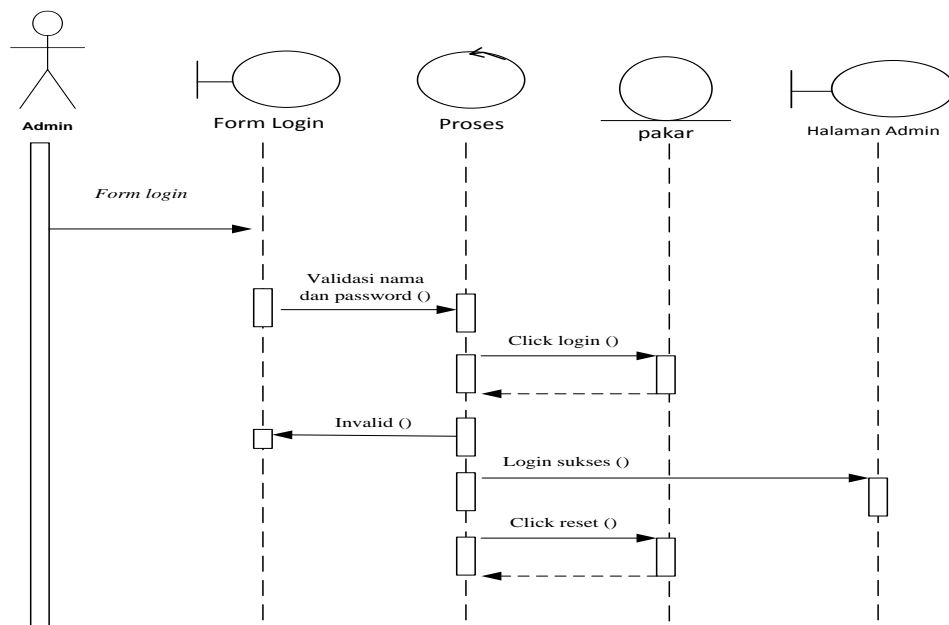 Admin
Form Login
Proses
pakar
Halaman Admin
Form login
Validasi nama
dan password ()
Click login ()
Invalid ()
Login sukses ()
Click reset ()